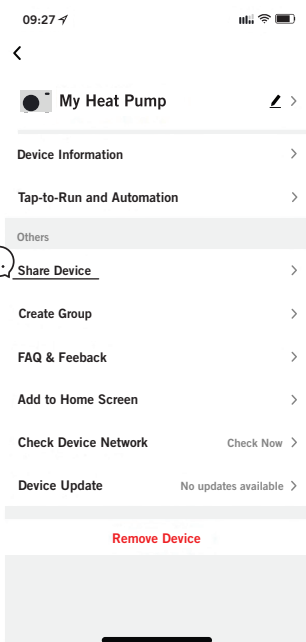 09:27
My Heat Pump
Device Information
Tap-to-Run and Automation
Others
Share Device
Create Group
FAQ & Feeback
Add to Home Screen
Check Device Network Check Now
Device Update No updates available
Remove Device